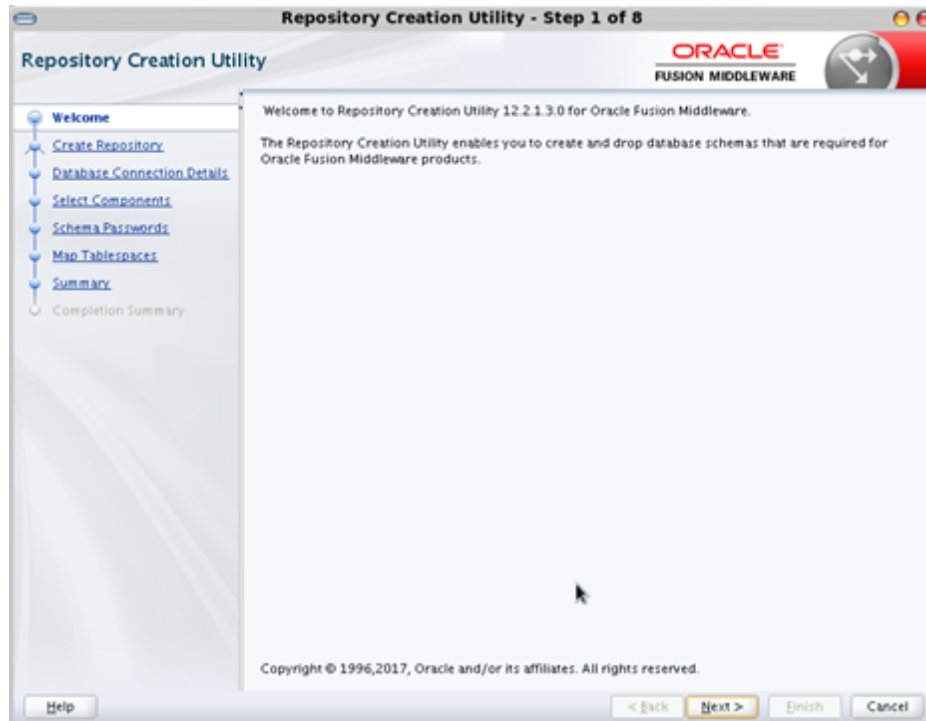 Repository Creation Utility - Step 1 of 8
Repository Creation Utility
ORACLE
FUSION MIDDLEWARE
Welcome
Create Repository
Database Connection Details
Select Components
Schema Passwords
Map Tablespaces
Summary
Completion Summary
Welcome to Repository Creation Utility 12.2.1.3.0 for Oracle Fusion Middleware.
The Repository Creation Utility enables you to create and drop database schemas that are required for
Oracle Fusion Middleware products.
Copyright © 1996,2017, Oracle and/or its affiliates. All rights reserved.
Help
< Back
Next >
Finish
Cancel